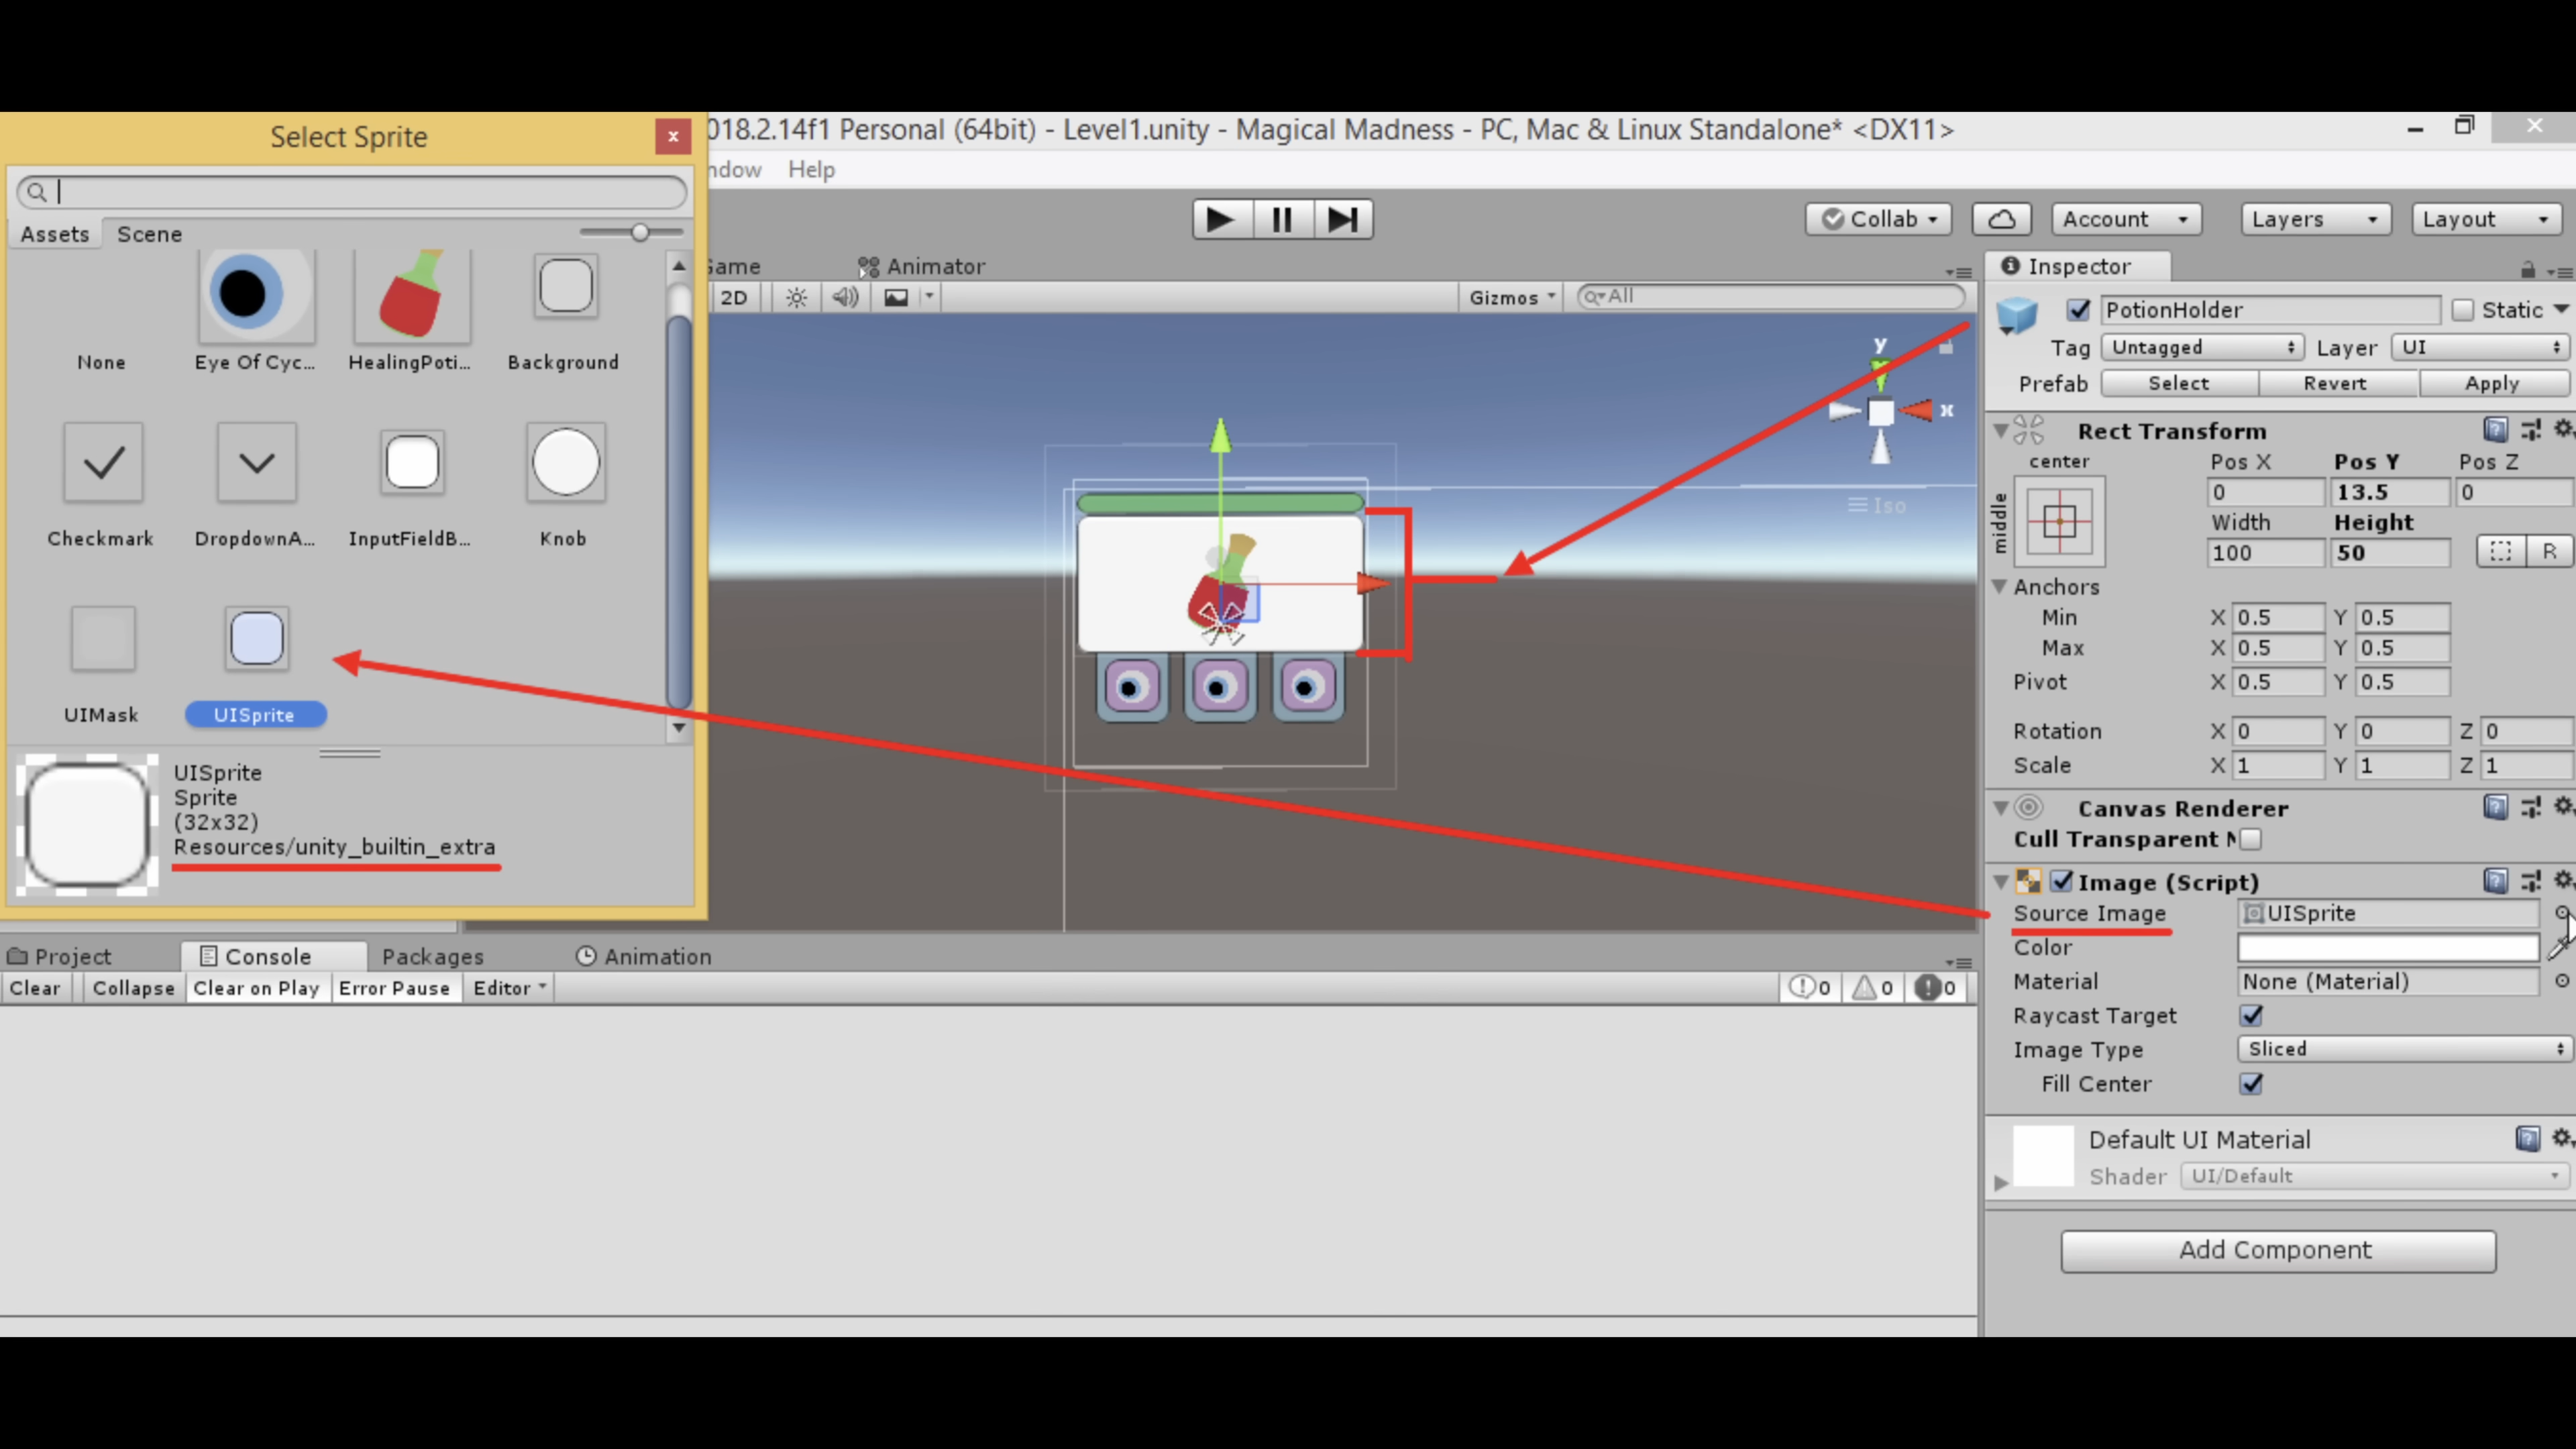 Select Sprite
018.2.14f1 Personal (64bit) - Level1.unity - Magical Madness - PC, Mac & Linux Standalone* <DX11>
ndow Help
Assets Scene
None Eye Of Cyc... HealingPoti... Background
Checkmark DropdownA... InputFieldB... Knob
UIMask UISprite
UISprite
Sprite
(32x32)
Resources/unity_builtin_extra
Collab Account Layers Layout
Game Animator
2D Gizmos All
y
x
Iso
Project Console Packages Animation
Clear Collapse Clear on Play Error Pause Editor 0 0 0
Inspector
PotionHolder Static
Tag Untagged Layer UI
Prefab Select Revert Apply
Rect Transform
center Pos X Pos Y Pos Z
middle 0 13.5 0
Width Height
100 50 R
Anchors
Min X 0.5 Y 0.5
Max X 0.5 Y 0.5
Pivot X 0.5 Y 0.5
Rotation X 0 Y 0 Z 0
Scale X 1 Y 1 Z 1
Canvas Renderer
Cull Transparent
Image (Script)
Source Image UISprite
Color
Material None (Material)
Raycast Target
Image Type Sliced
Fill Center
Default UI Material
Shader UI/Default
Add Component